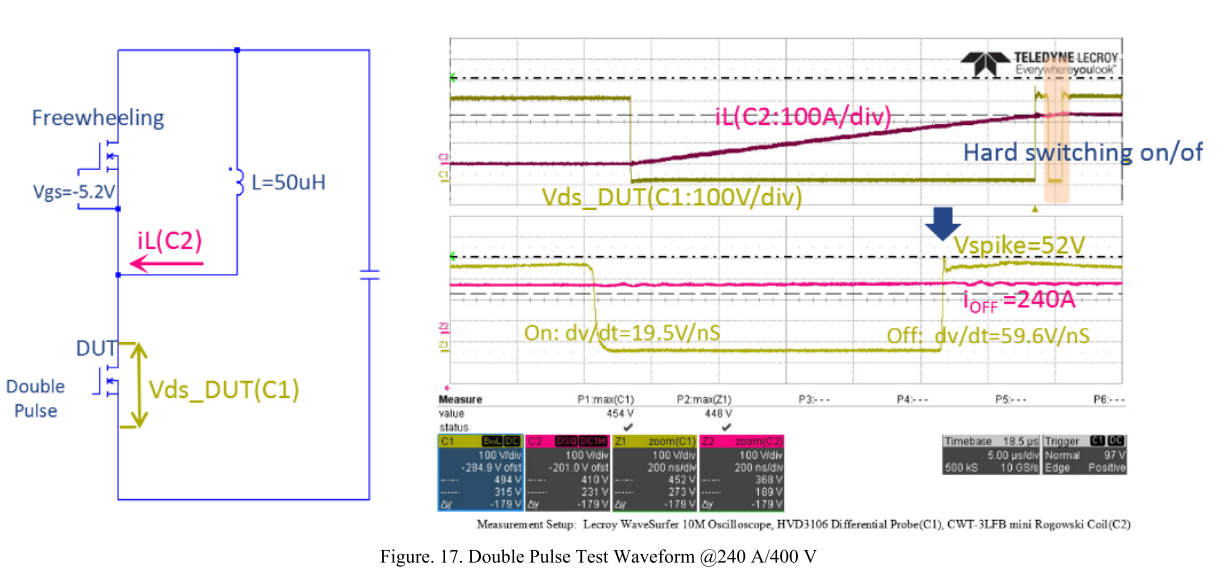 Freewheeling
Vgs=-5.2V
L=50uH
iL(C2)
DUT
Double
Pulse
Vds_DUT(C1)
TELEDYNE LECROY
Everywhereyoulook™
iL(C2:100A/div)
Hard switching on/of
Vds_DUT(C1:100V/div)
C2
C1
Vspike=52V
iOFF =240A
On: dv/dt=19.5V/nS
Off: dv/dt=59.6V/nS
Z2
Z1
Measure P1:max(C1) P2:max(Z1) P3:--- P4:--- P5:--- P6:---
value 454 V 448 V
status
C1 BwL DC C2 DSQ DC1M Z1 zoom(C1) Z2 zoom(C2)
100 V/div 100 V/div 100 V/div 100 V/div
-284.9 V ofst -201.0 V ofst 200 ns/div 200 ns/div
494 V 410 V 452 V 368 V
315 V 231 V 273 V 189 V
Δy -179 V Δy -179 V Δy -179 V Δy -179 V
Timebase 18.5 µs Trigger C1 DC
5.00 µs/div Normal 97 V
500 kS 10 GS/s Edge Positive
Measurement Setup: Lecroy WaveSurfer 10M Oscilloscope, HVD3106 Differential Probe(C1), CWT-3LFB mini Rogowski Coil(C2)
Figure. 17. Double Pulse Test Waveform @240 A/400 V